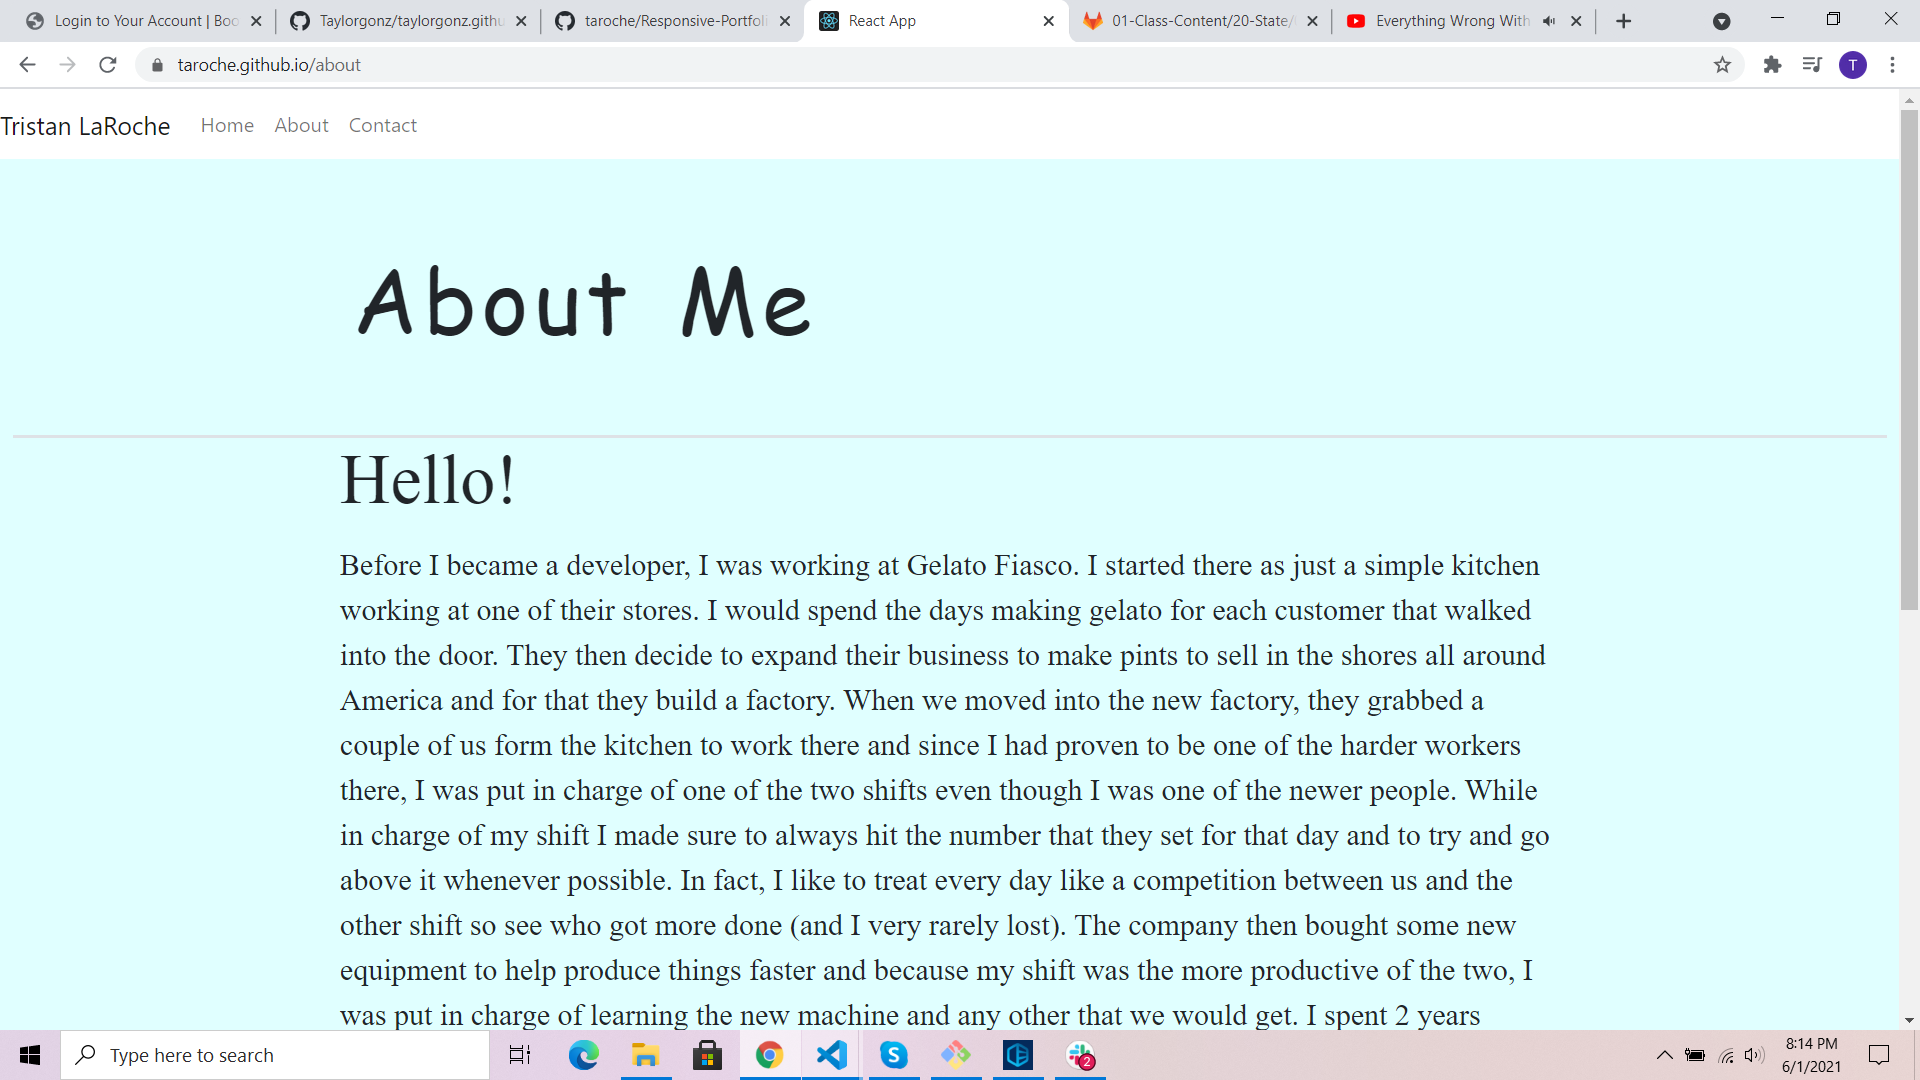 Login to Your Account | Boo
Taylorgonz/taylorgonz.githu
taroche/Responsive-Portfoli
React App
01-Class-Content/20-State/
Everything Wrong With
taroche.github.io/about
T
Tristan LaRoche Home About Contact
About Me
Hello!
Before I became a developer, I was working at Gelato Fiasco. I started there as just a simple kitchen
working at one of their stores. I would spend the days making gelato for each customer that walked
into the door. They then decide to expand their business to make pints to sell in the shores all around
America and for that they build a factory. When we moved into the new factory, they grabbed a
couple of us form the kitchen to work there and since I had proven to be one of the harder workers
there, I was put in charge of one of the two shifts even though I was one of the newer people. While
in charge of my shift I made sure to always hit the number that they set for that day and to try and go
above it whenever possible. In fact, I like to treat every day like a competition between us and the
other shift so see who got more done (and I very rarely lost). The company then bought some new
equipment to help produce things faster and because my shift was the more productive of the two, I
was put in charge of learning the new machine and any other that we would get. I spent 2 years
Type here to search
2
8:14 PM
6/1/2021